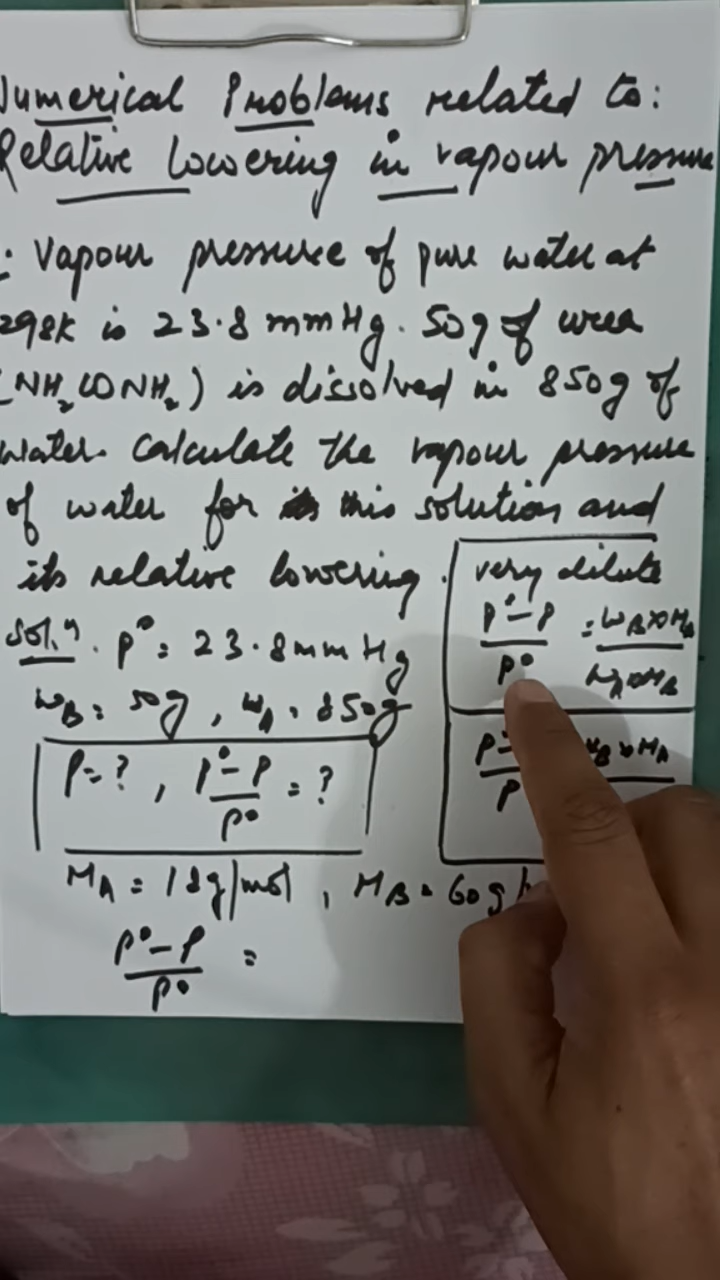 Numerical Problems related to:
Relative lowering in vapour pressure
: Vapour pressure of pure water at
298K is 23.8 mmHg. 50g of urea
(NH₂CONH₂) is dissolved in 850g of
water. Calculate the vapour pressure
of water for this solution and
its relative lowering.
very dilute
P°-P / P° = WB×MA / WA×MB
Sol.n. P° = 23.8mmHg
WB = 50g, WA = 850g
P = ?, P°-P / P° = ?
P / WB×MA
MA = 18g/mol, MB = 60g
P°-P / P° =